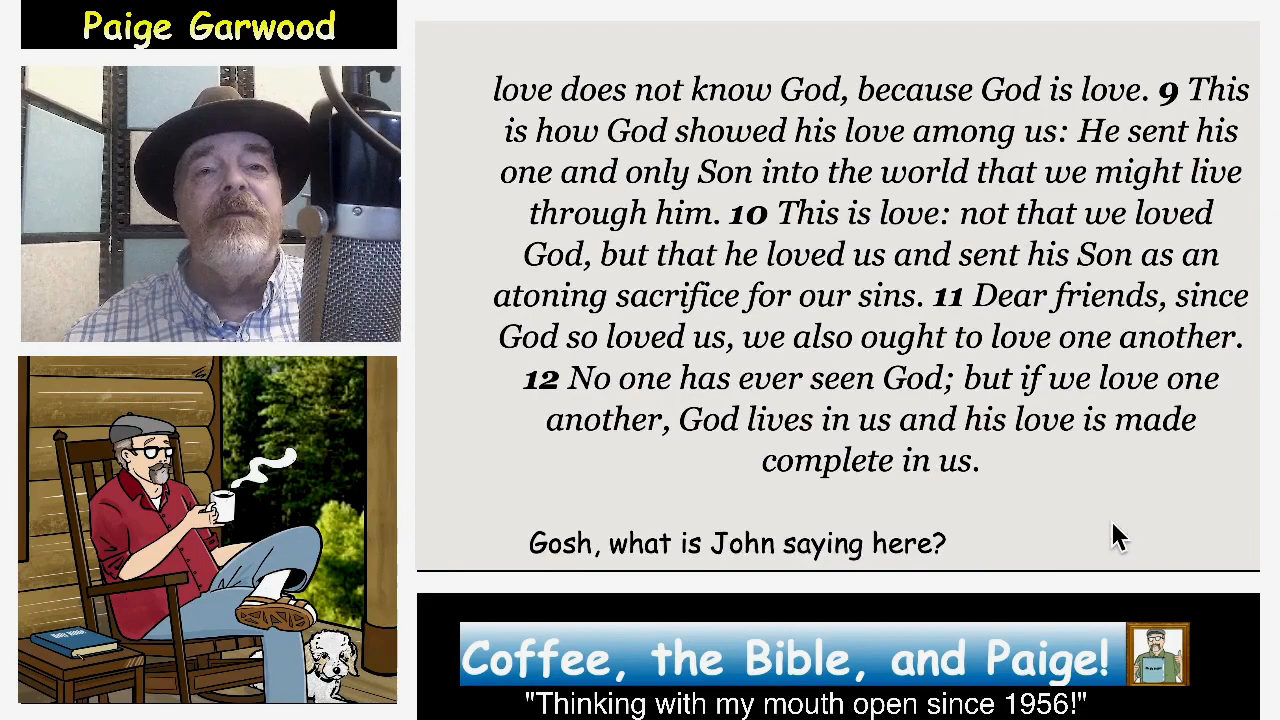 Paige Garwood
love does not know God, because God is love. 9 This
is how God showed his love among us: He sent his
one and only Son into the world that we might live
through him. 10 This is love: not that we loved
God, but that he loved us and sent his Son as an
atoning sacrifice for our sins. 11 Dear friends, since
God so loved us, we also ought to love one another.
12 No one has ever seen God; but if we love one
another, God lives in us and his love is made
complete in us.
Gosh, what is John saying here?
Coffee, the Bible, and Paige!
"Thinking with my mouth open since 1956!"